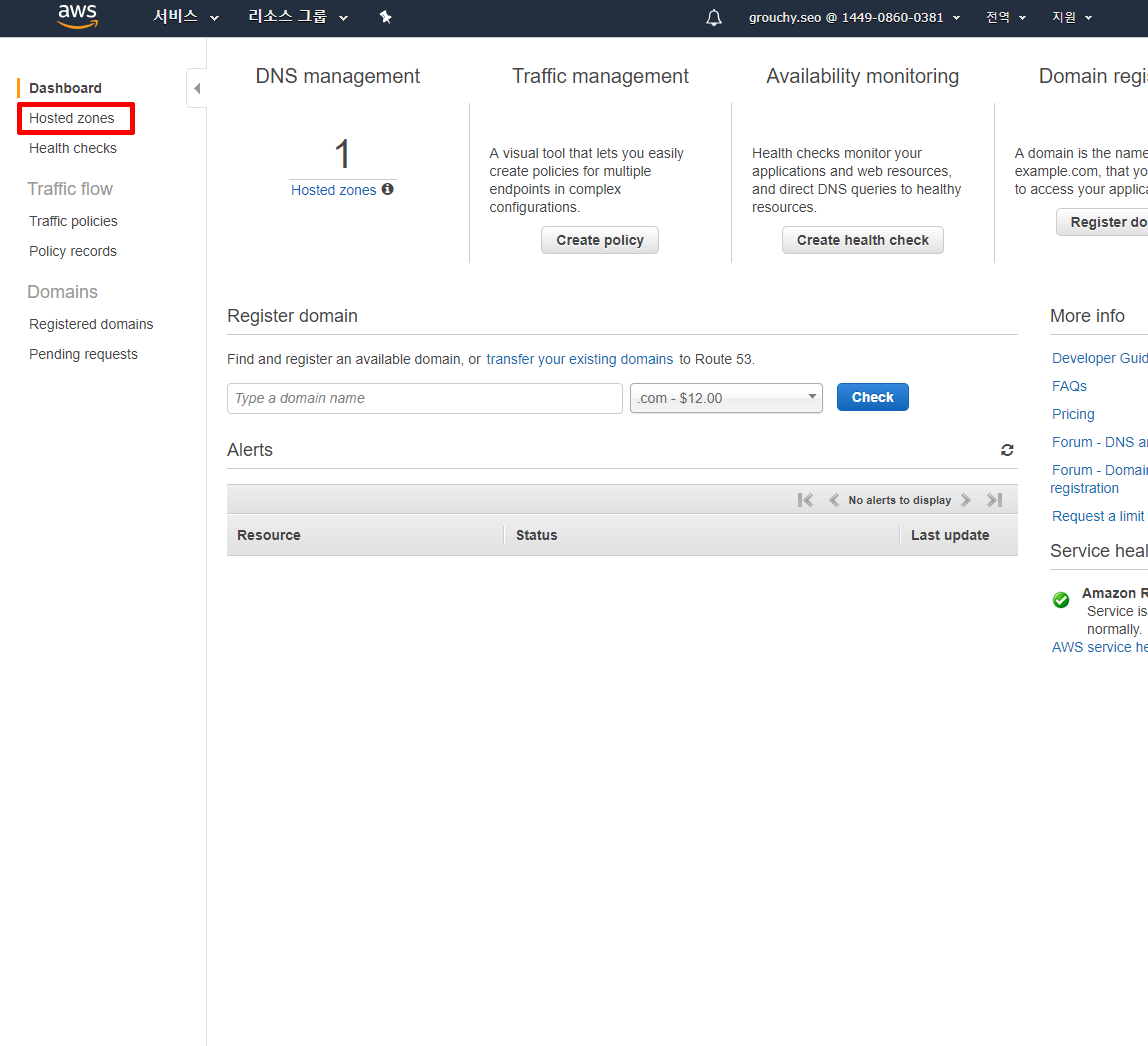 aws 서비스 리소스 그룹 grouchy.seo @ 1449-0860-0381 전역 지원
Dashboard
Hosted zones
Health checks
Traffic flow
Traffic policies
Policy records
Domains
Registered domains
Pending requests
DNS management
1
Hosted zones
Traffic management
A visual tool that lets you easily
create policies for multiple
endpoints in complex
configurations.
Create policy
Availability monitoring
Health checks monitor your
applications and web resources,
and direct DNS queries to healthy
resources.
Create health check
Domain regi
A domain is the name
example.com, that yo
to access your applica
Register do
Register domain
Find and register an available domain, or transfer your existing domains to Route 53.
Type a domain name .com - $12.00 Check
Alerts
No alerts to display
Resource Status Last update
More info
Developer Guid
FAQs
Pricing
Forum - DNS a
Forum - Domain
registration
Request a limit
Service heal
Amazon R
Service is
normally.
AWS service he